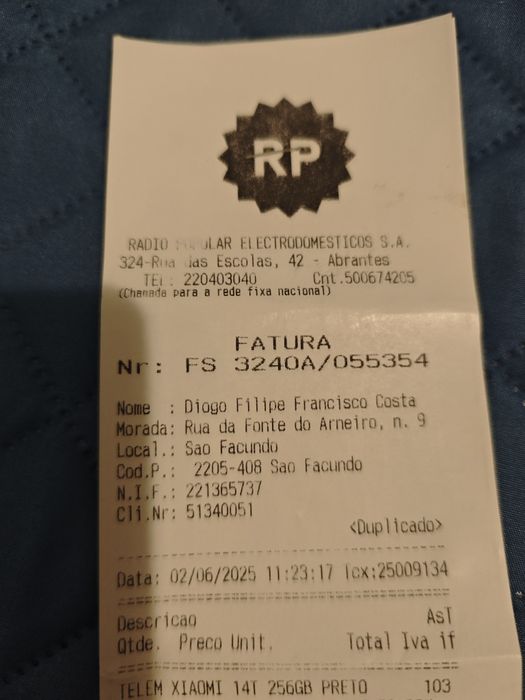 RP
RADIO POPULAR ELECTRODOMESTICOS S.A.
324-Rua das Escolas, 42 - Abrantes
TEL: 220403040 Cnt.500674205
(Chamada para a rede fixa nacional)
FATURA
Nr: FS 3240A/055354
Nome : Diogo Filipe Francisco Costa
Morada: Rua da Fonte do Arneiro, n. 9
Local.: Sao Facundo
Cod.P.: 2205-408 Sao Facundo
N.I.F.: 221365737
Cli.Nr: 51340051
<Duplicado>
Data: 02/06/2025 11:23:17 Tcx:25009134
Descricao AsT
Qtde. Preco Unit. Total Iva if
TELEM XIAOMI 14T 256GB PRETO 103